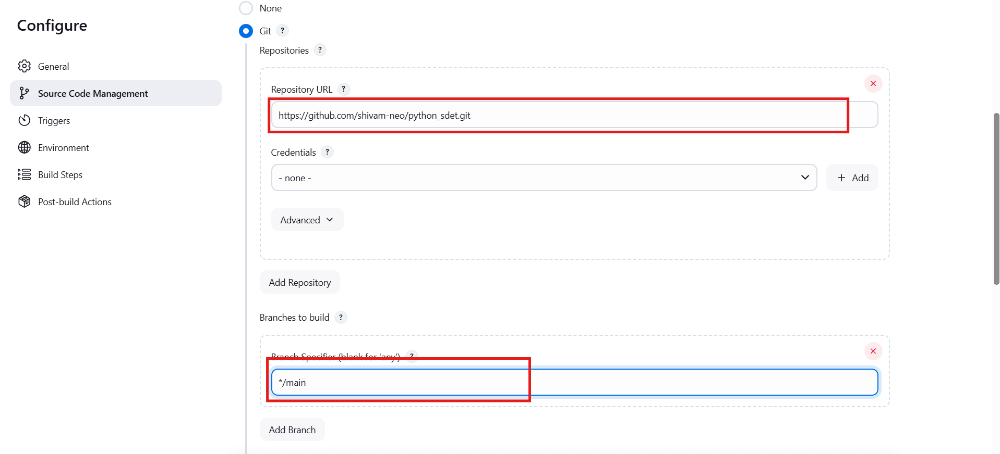 Configure
General
Source Code Management
Triggers
Environment
Build Steps
Post-build Actions
None
Git ?
Repositories ?
Repository URL ?
https://github.com/shivam-neo/python_sdet.git
Credentials ?
- none -
+ Add
Advanced
Add Repository
Branches to build ?
Branch Specifier (blank for 'any') ?
*/main
Add Branch